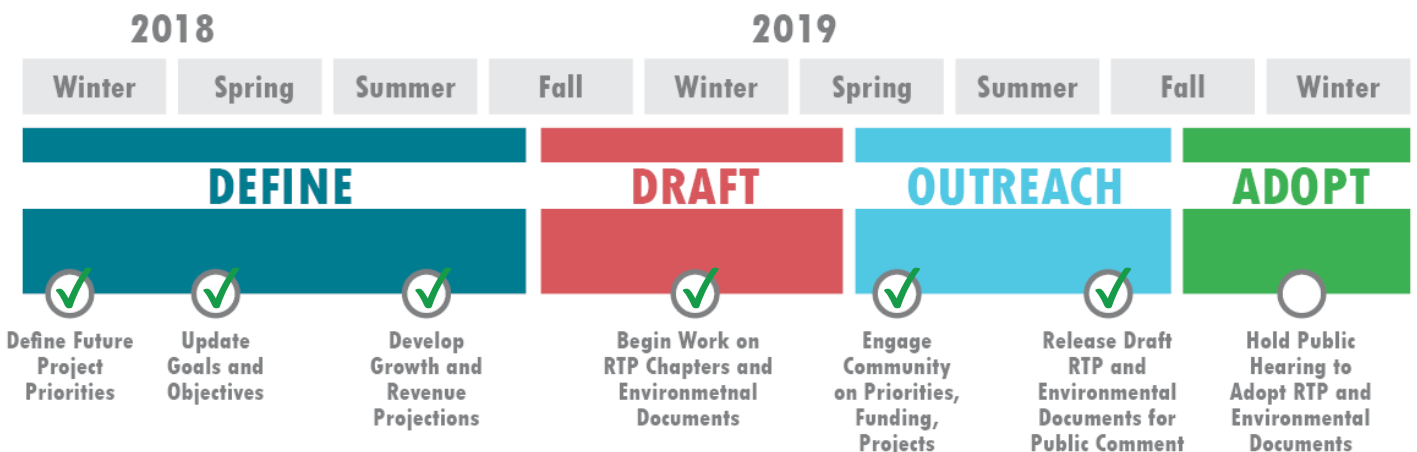 2018 2019
Winter Spring Summer Fall Winter Spring Summer Fall Winter
DEFINE DRAFT OUTREACH ADOPT
Define Future
Project
Priorities
Update
Goals and
Objectives
Develop
Growth and
Revenue
Projections
Begin Work on
RTP Chapters and
Environmetnal
Documents
Engage
Community
on Priorities,
Funding,
Projects
Release Draft
RTP and
Environmental
Documents for
Public Comment
Hold Public
Hearing to
Adopt RTP and
Environmental
Documents